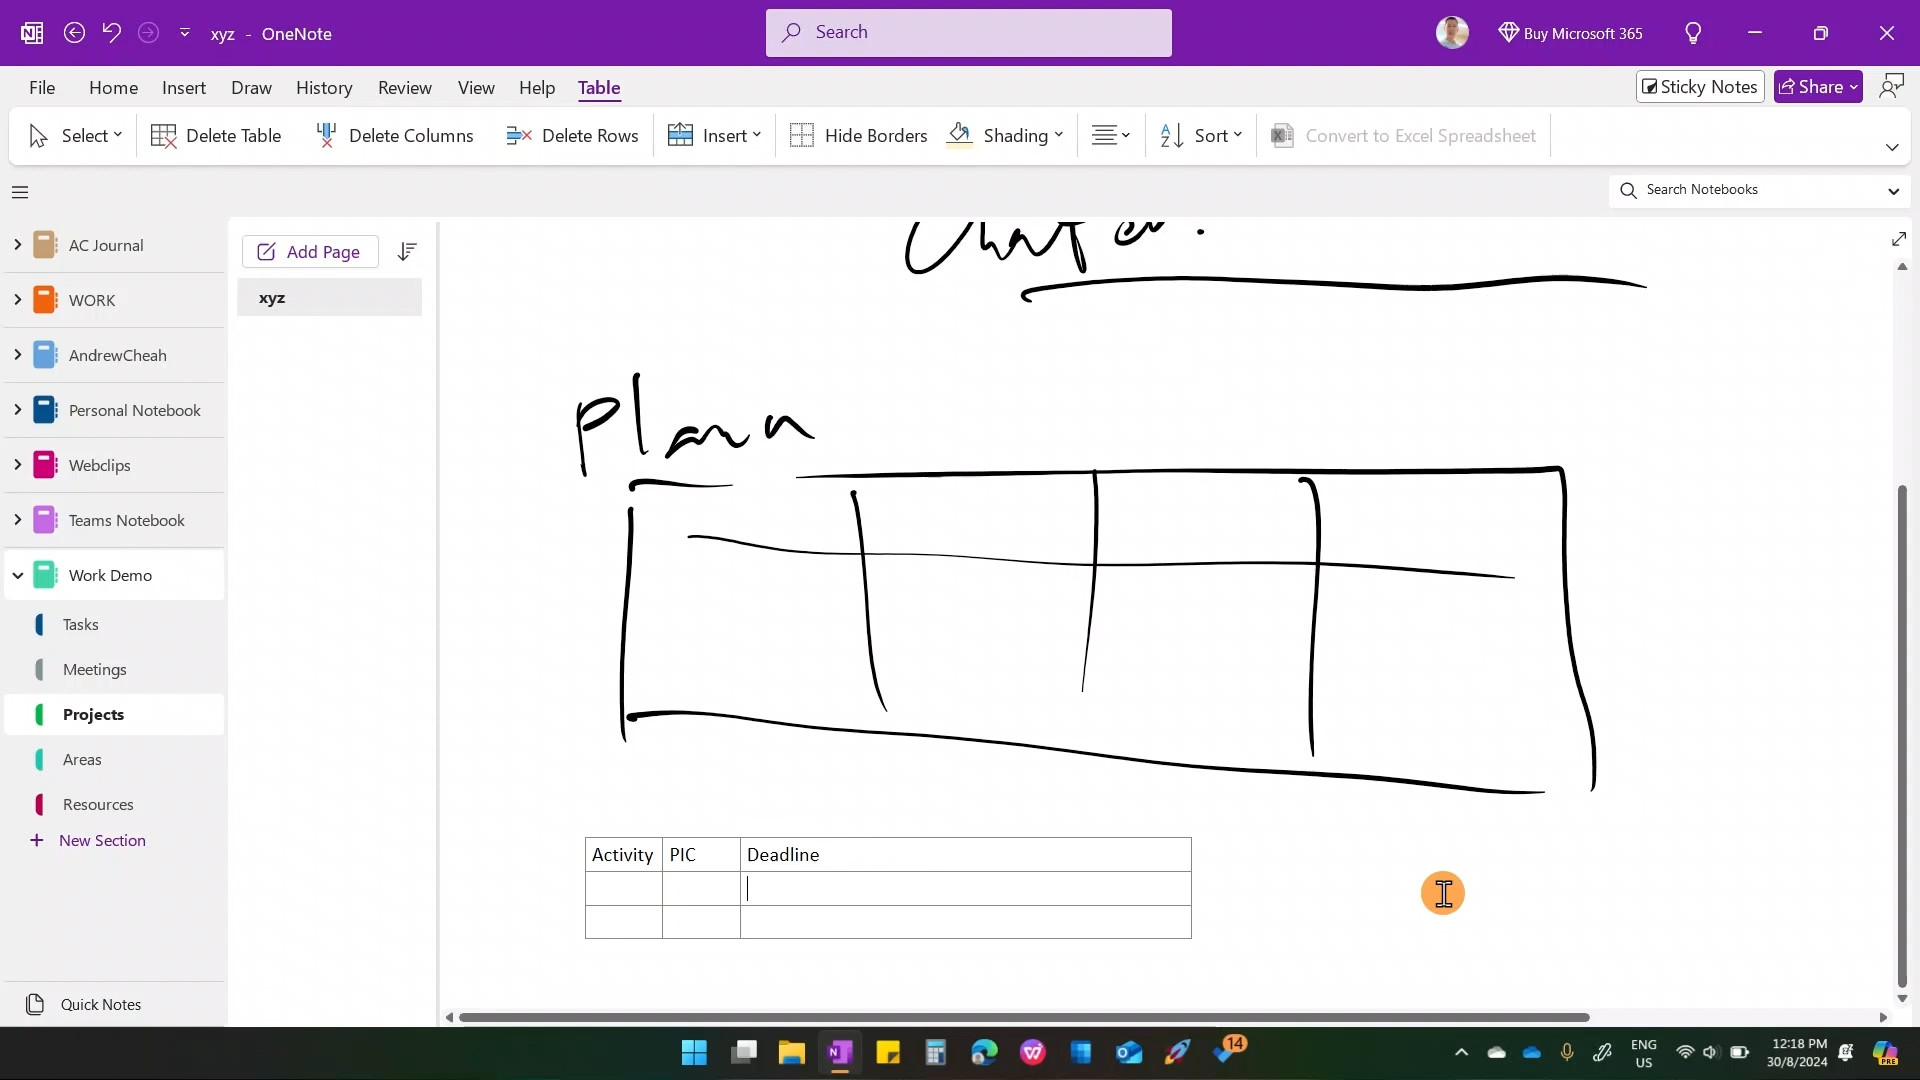 xyz - OneNote
Search
Buy Microsoft 365
File Home Insert Draw History Review View Help Table
Sticky Notes
Share
Select
Delete Table
Delete Columns
Delete Rows
Insert
Hide Borders
Shading
A
Z
Sort
Convert to Excel Spreadsheet
Search Notebooks
AC Journal
WORK
AndrewCheah
Personal Notebook
Webclips
Teams Notebook
Work Demo
Tasks
Meetings
Projects
Areas
Resources
+ New Section
Quick Notes
Add Page
xyz
Activity PIC Deadline
14
ENG
US
12:18 PM
30/8/2024
PRE